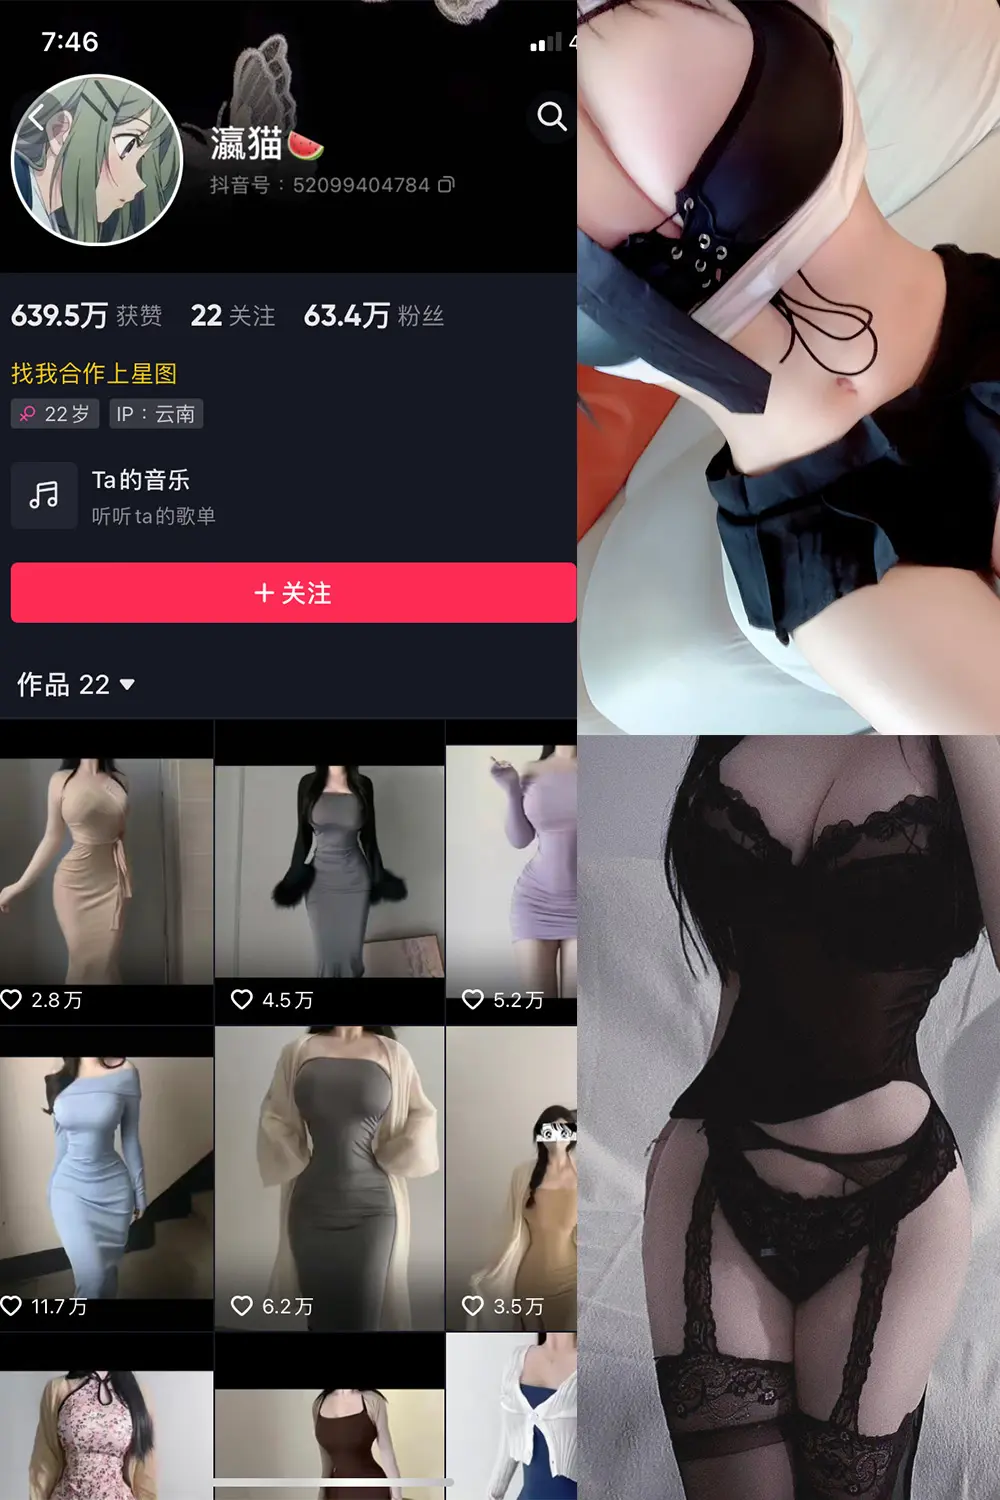 7:46
4
瀛猫🍉
抖音号：52099404784
639.5万 获赞 22 关注 63.4万 粉丝
找我合作上星图
22岁 IP：云南
Ta的音乐
听听ta的歌单
+ 关注
作品 22
2.8万 4.5万 5.2万
11.7万 6.2万 3.5万